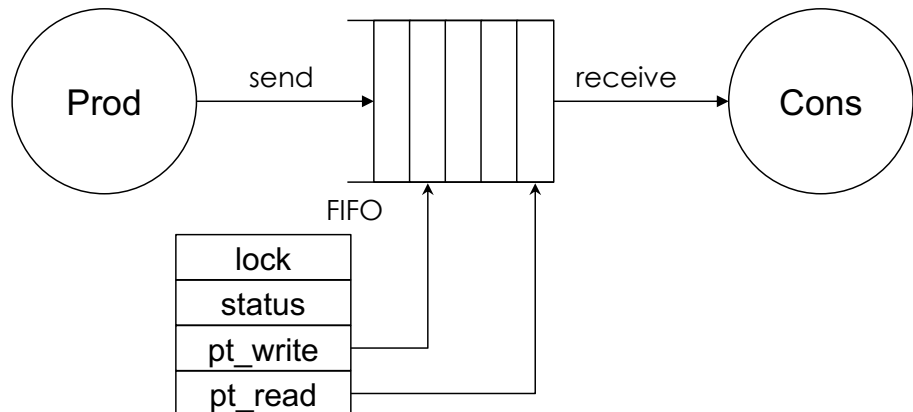 Prod
send
receive
Cons
FIFO
lock
status
pt_write
pt_read